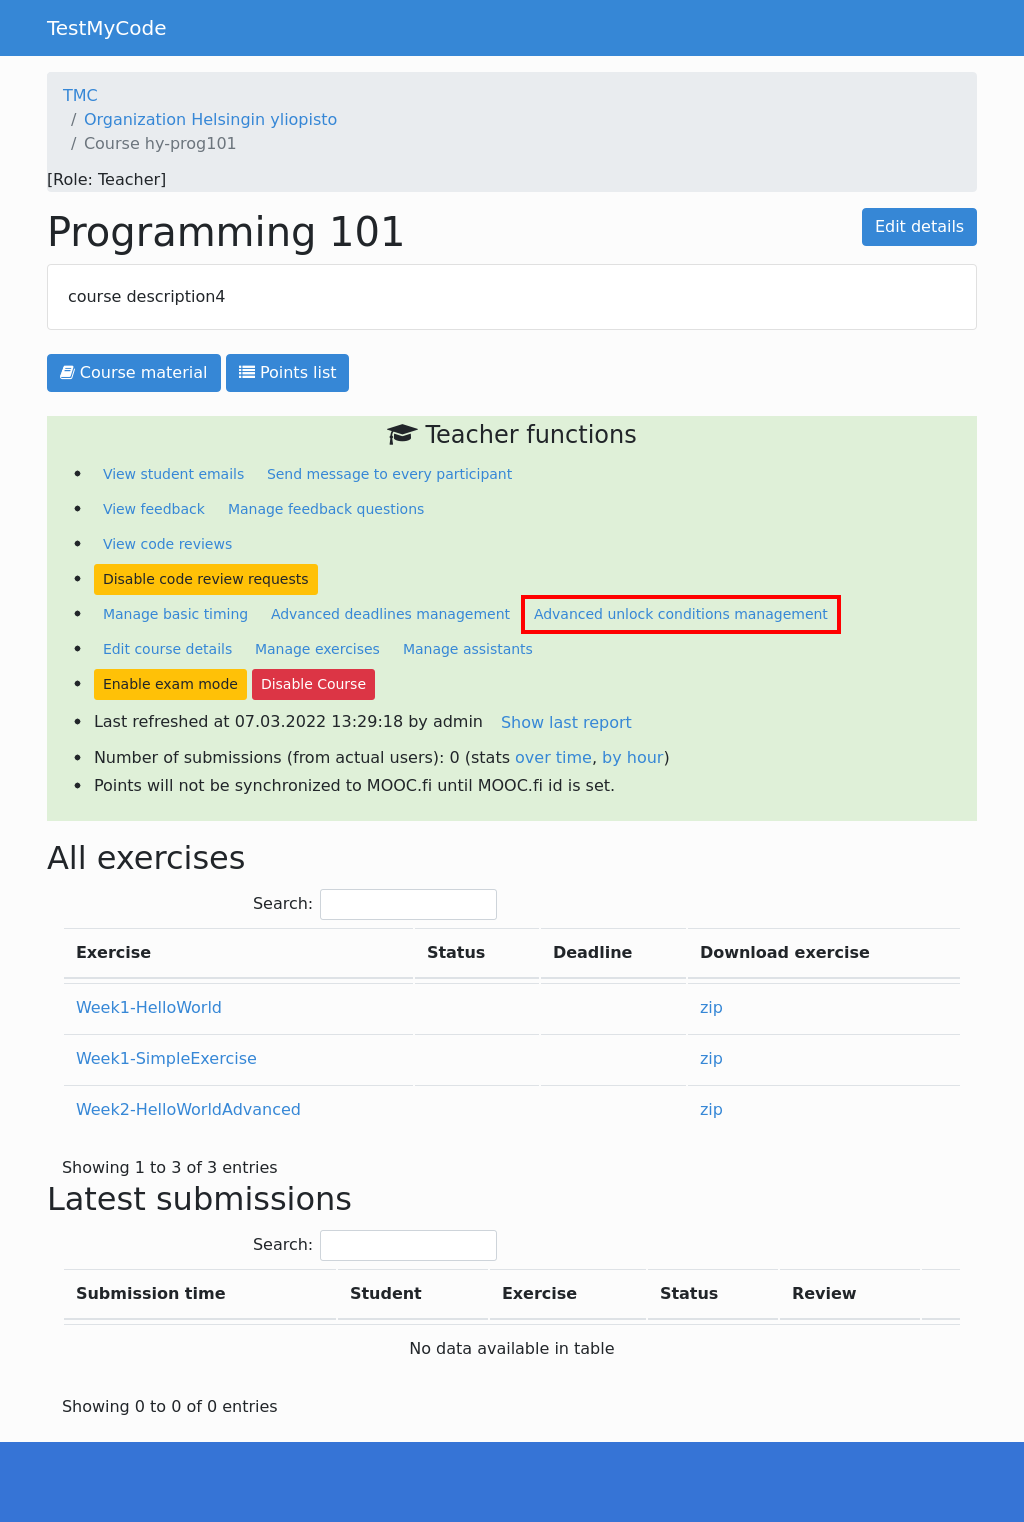 TestMyCode
TMC
/ Organization Helsingin yliopisto
/ Course hy-prog101
[Role: Teacher]
Programming 101
Edit details
course description4
Course material
Points list
Teacher functions
• View student emails Send message to every participant
• View feedback Manage feedback questions
• View code reviews
• Disable code review requests
• Manage basic timing Advanced deadlines management Advanced unlock conditions management
• Edit course details Manage exercises Manage assistants
• Enable exam mode Disable Course
• Last refreshed at 07.03.2022 13:29:18 by admin Show last report
• Number of submissions (from actual users): 0 (stats over time, by hour)
• Points will not be synchronized to MOOC.fi until MOOC.fi id is set.
All exercises
Search:
Exercise Status Deadline Download exercise
Week1-HelloWorld zip
Week1-SimpleExercise zip
Week2-HelloWorldAdvanced zip
Showing 1 to 3 of 3 entries
Latest submissions
Search:
Submission time Student Exercise Status Review
No data available in table
Showing 0 to 0 of 0 entries